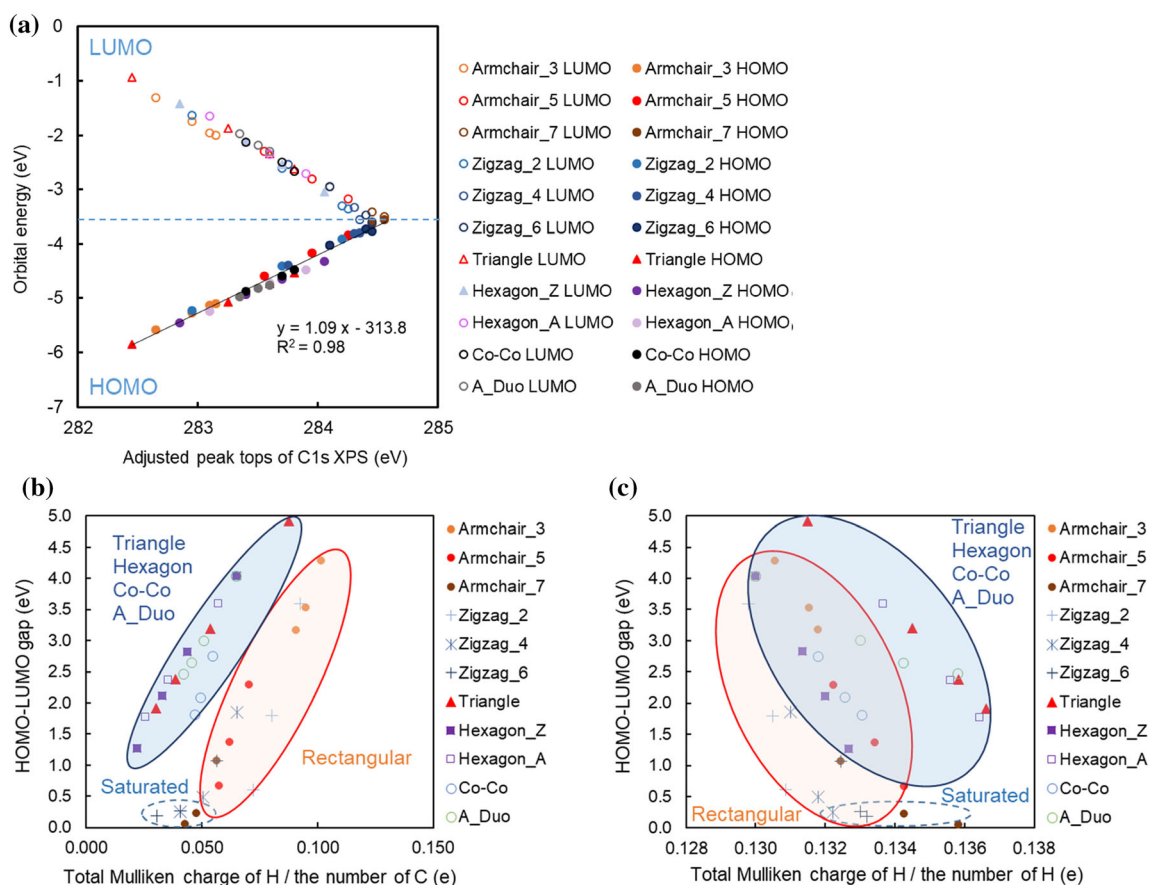 (a)
0
-1
-2
-3
-4
-5
-6
-7
Orbital energy (eV)
LUMO
HOMO
y = 1.09 x - 313.8
R² = 0.98
282
283
284
285
Adjusted peak tops of C1s XPS (eV)
Armchair_3 LUMO
Armchair_3 HOMO
Armchair_5 LUMO
Armchair_5 HOMO
Armchair_7 LUMO
Armchair_7 HOMO
Zigzag_2 LUMO
Zigzag_2 HOMO
Zigzag_4 LUMO
Zigzag_4 HOMO
Zigzag_6 LUMO
Zigzag_6 HOMO
Triangle LUMO
Triangle HOMO
Hexagon_Z LUMO
Hexagon_Z HOMO
Hexagon_A LUMO
Hexagon_A HOMO
Co-Co LUMO
Co-Co HOMO
A_Duo LUMO
A_Duo HOMO
(b)
5.0
4.5
4.0
3.5
3.0
2.5
2.0
1.5
1.0
0.5
0.0
HOMO-LUMO gap (eV)
Triangle
Hexagon
Co-Co
A_Duo
Rectangular
Saturated
0.000
0.050
0.100
0.150
Total Mulliken charge of H / the number of C (e)
Armchair_3
Armchair_5
Armchair_7
Zigzag_2
Zigzag_4
Zigzag_6
Triangle
Hexagon_Z
Hexagon_A
Co-Co
A_Duo
(c)
5.0
4.5
4.0
3.5
3.0
2.5
2.0
1.5
1.0
0.5
0.0
HOMO-LUMO gap (eV)
Triangle
Hexagon
Co-Co
A_Duo
Rectangular
Saturated
0.128
0.130
0.132
0.134
0.136
0.138
Total Mulliken charge of H / the number of H (e)
Armchair_3
Armchair_5
Armchair_7
Zigzag_2
Zigzag_4
Zigzag_6
Triangle
Hexagon_Z
Hexagon_A
Co-Co
A_Duo